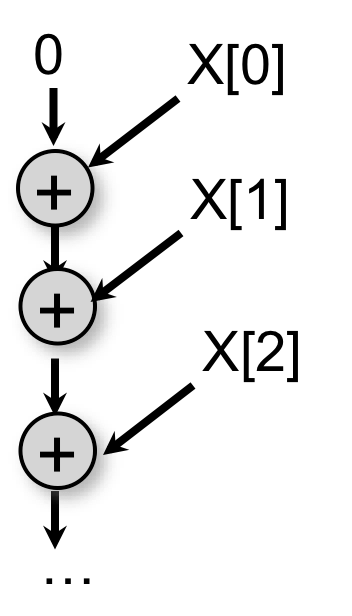 0
X[0]
+
X[1]
+
X[2]
+
...